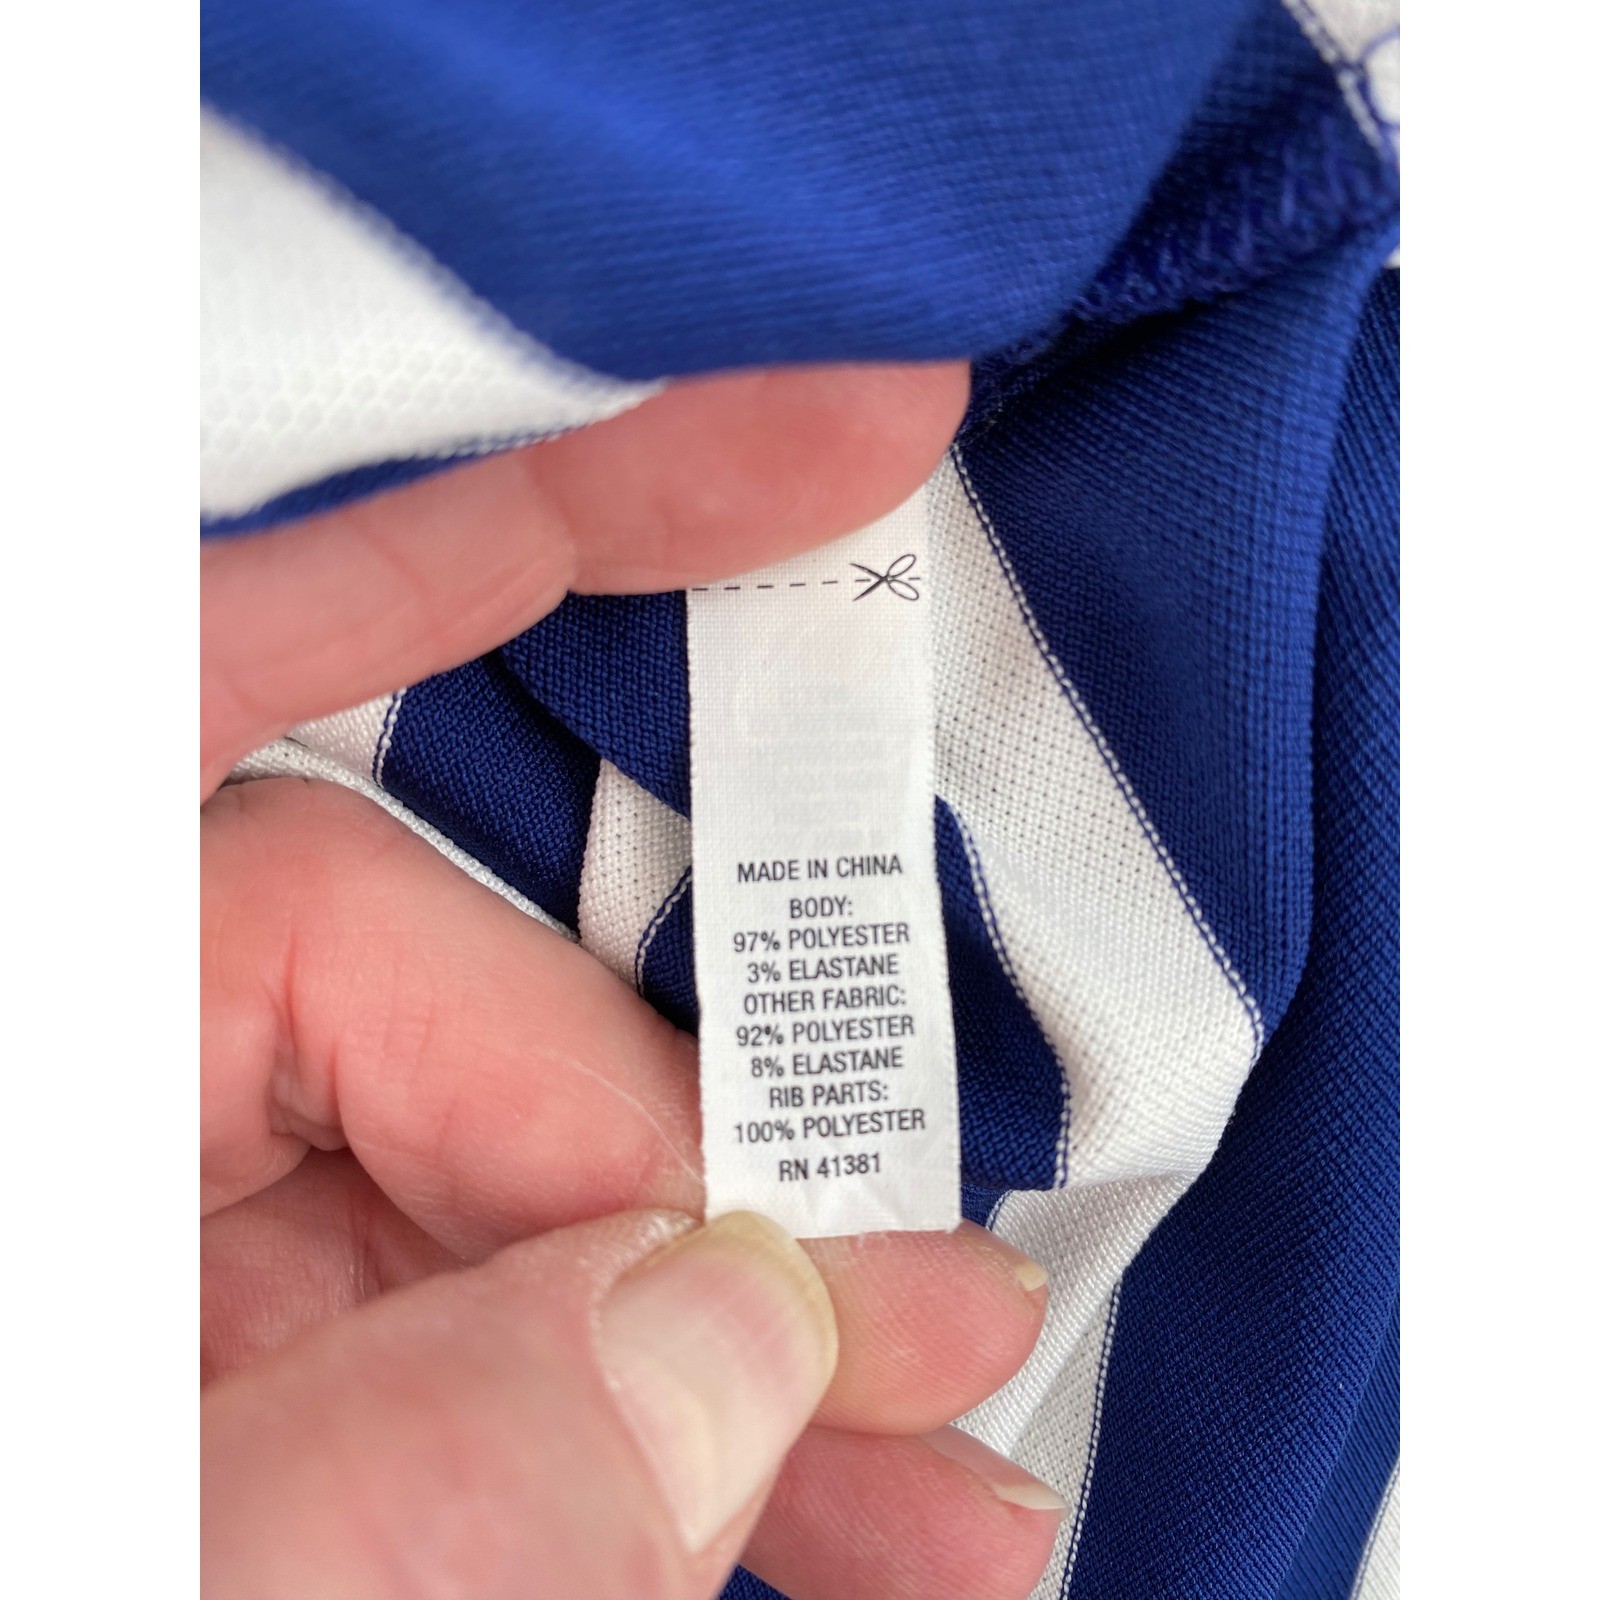 MADE IN CHINA
BODY:
97% POLYESTER
3% ELASTANE
OTHER FABRIC:
92% POLYESTER
8% ELASTANE
RIB PARTS:
100% POLYESTER
RN 41381